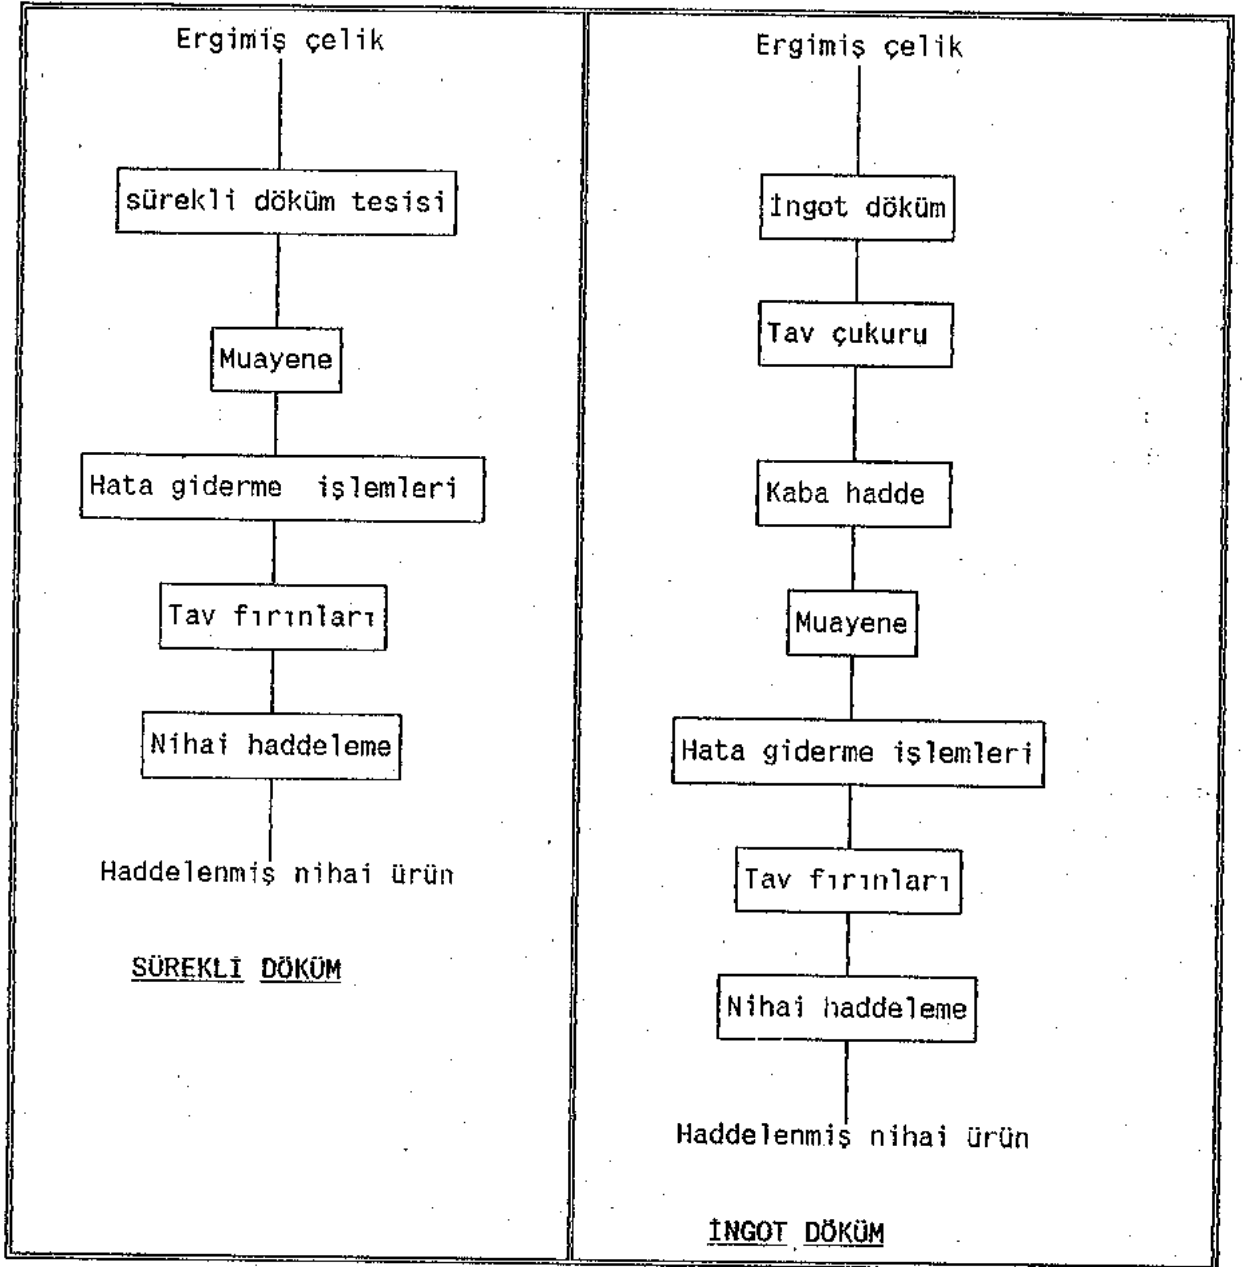 Ergimiş çelik
sürekli döküm tesisi
Muayene
Hata giderme işlemleri
Tav fırınları
Nihai haddeleme
Haddelenmiş nihai ürün
SÜREKLİ DÖKÜM
Ergimiş çelik
İngot döküm
Tav çukuru
Kaba hadde
Muayene
Hata giderme işlemleri
Tav fırınları
Nihai haddeleme
Haddelenmiş nihai ürün
İNGOT DÖKÜM